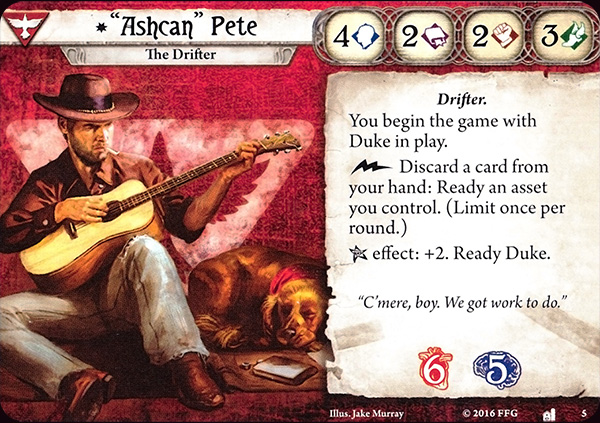 "Ashcan" Pete
The Drifter
4 2 2 3
Drifter.
You begin the game with
Duke in play.
Discard a card from
your hand: Ready an asset
you control. (Limit once per
round.)
effect: +2. Ready Duke.
"C'mere, boy. We got work to do."
6 5
Illus. Jake Murray © 2016 FFG 5